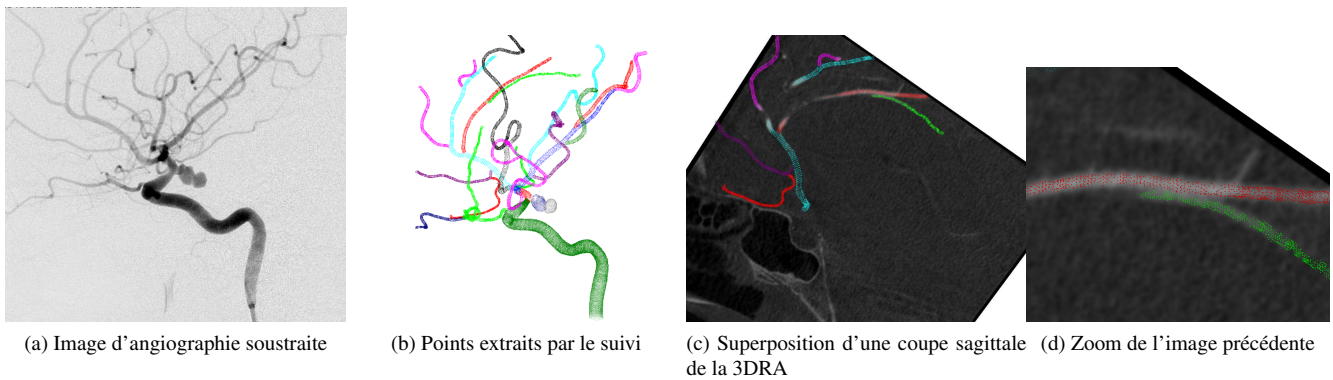 (a) Image d'angiographie soustraite
(b) Points extraits par le suivi
(c) Superposition d'une coupe sagittale
de la 3DRA
(d) Zoom de l'image précédente